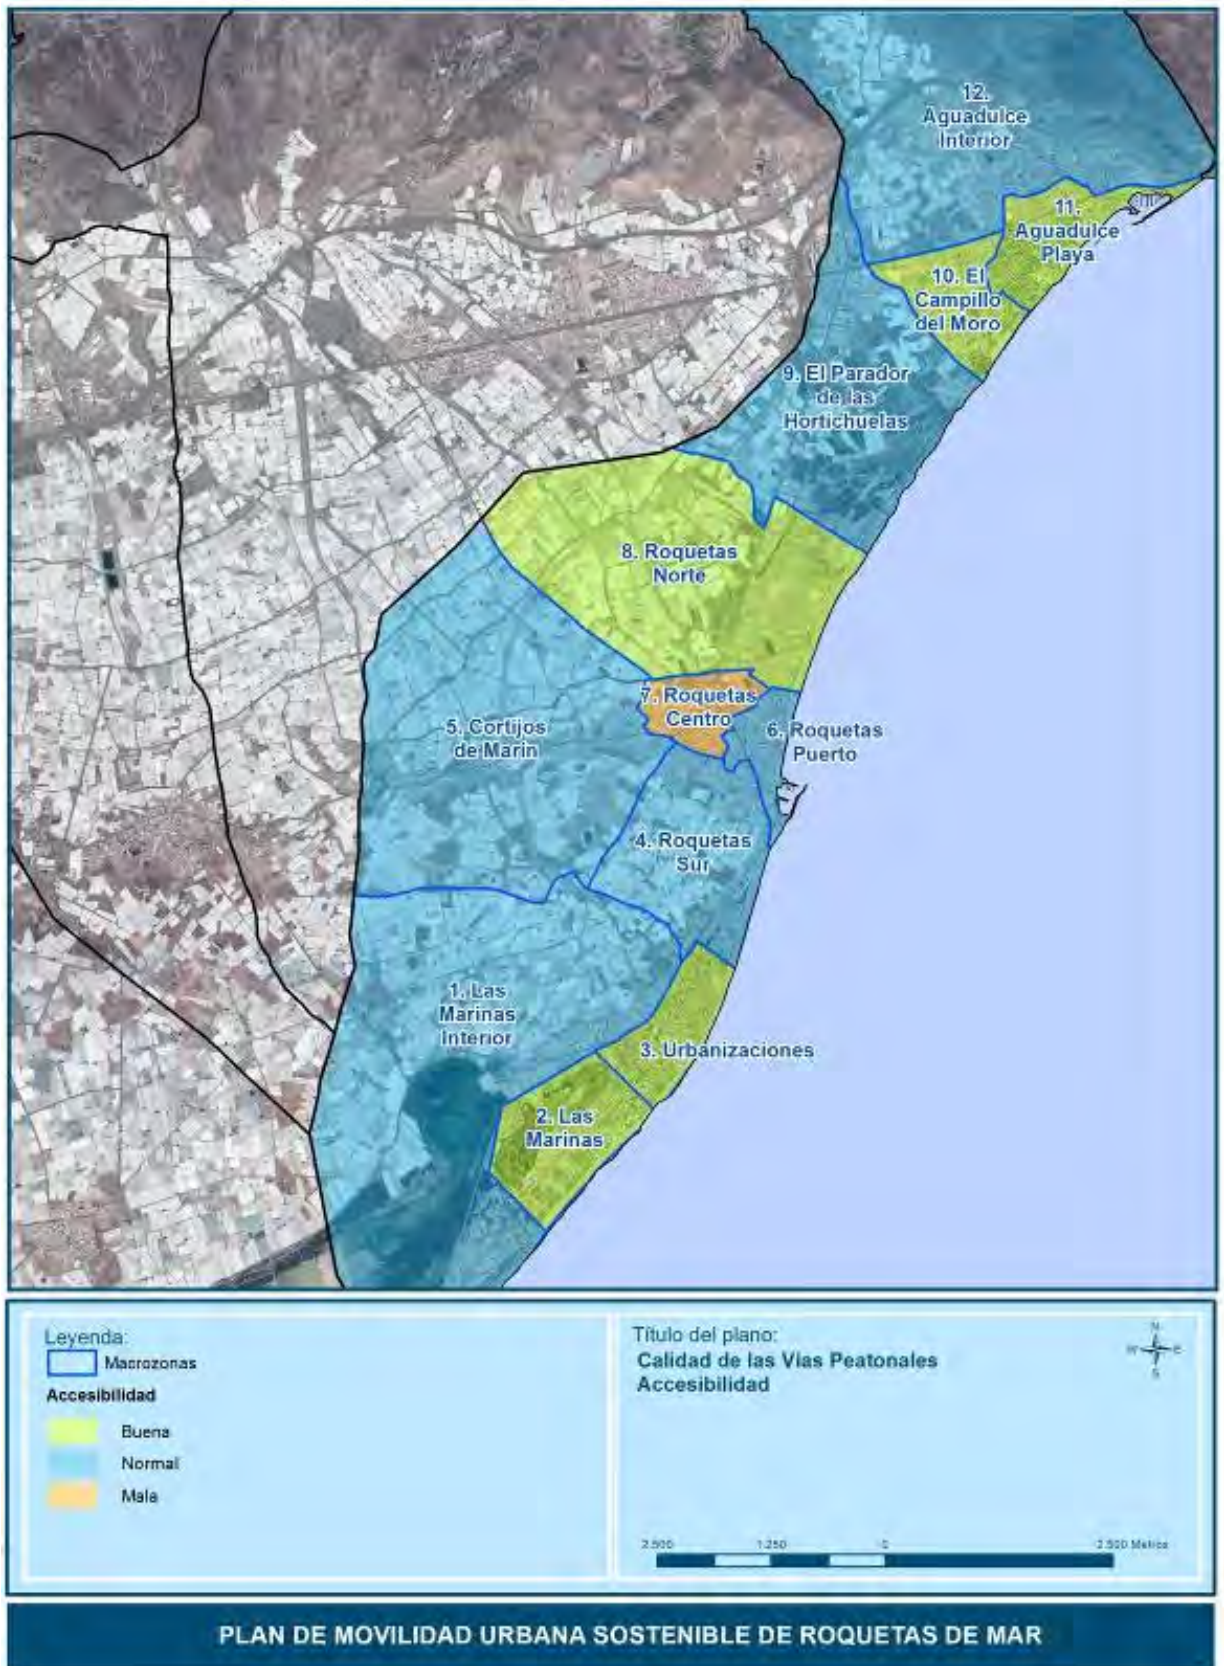 12.
Aguadulce
Interior
11.
Aguadulce
Playa
10. El
Campillo
del Moro
9. El Parador
de las
Hortichuelas
8. Roquetas
Norte
7. Roquetas
Centro
6. Roquetas
Puerto
5. Cortijos
de Marin
4. Roquetas
Sur
1. Las
Marinas
Interior
3. Urbanizaciones
2. Las
Marinas
Leyenda:
Macrozonas
Accesibilidad
Buena
Normal
Mala
Título del plano:
Calidad de las Vias Peatonales
Accesibilidad
N
W E
S
2.500 1.250 0 2.500 Metros
PLAN DE MOVILIDAD URBANA SOSTENIBLE DE ROQUETAS DE MAR